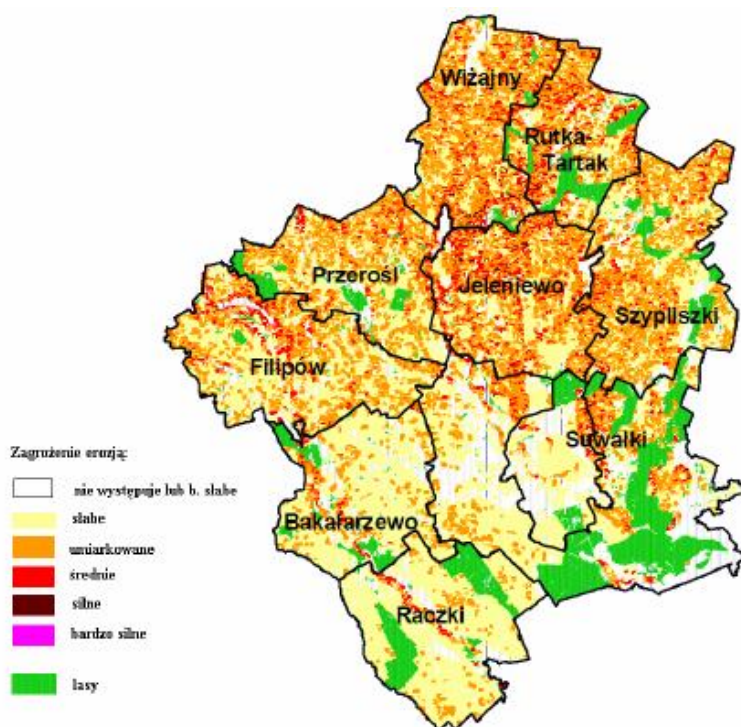 Wiżajny
Rutka-
Tartak
Przerośl
Jeleniewo
Szypliszki
Filipów
Suwałki
Bakałarzewo
Raczki
Zagrożenie erozją:
nie występuje lub b. słabe
słabe
umiarkowane
średnie
silne
bardzo silne
lasy